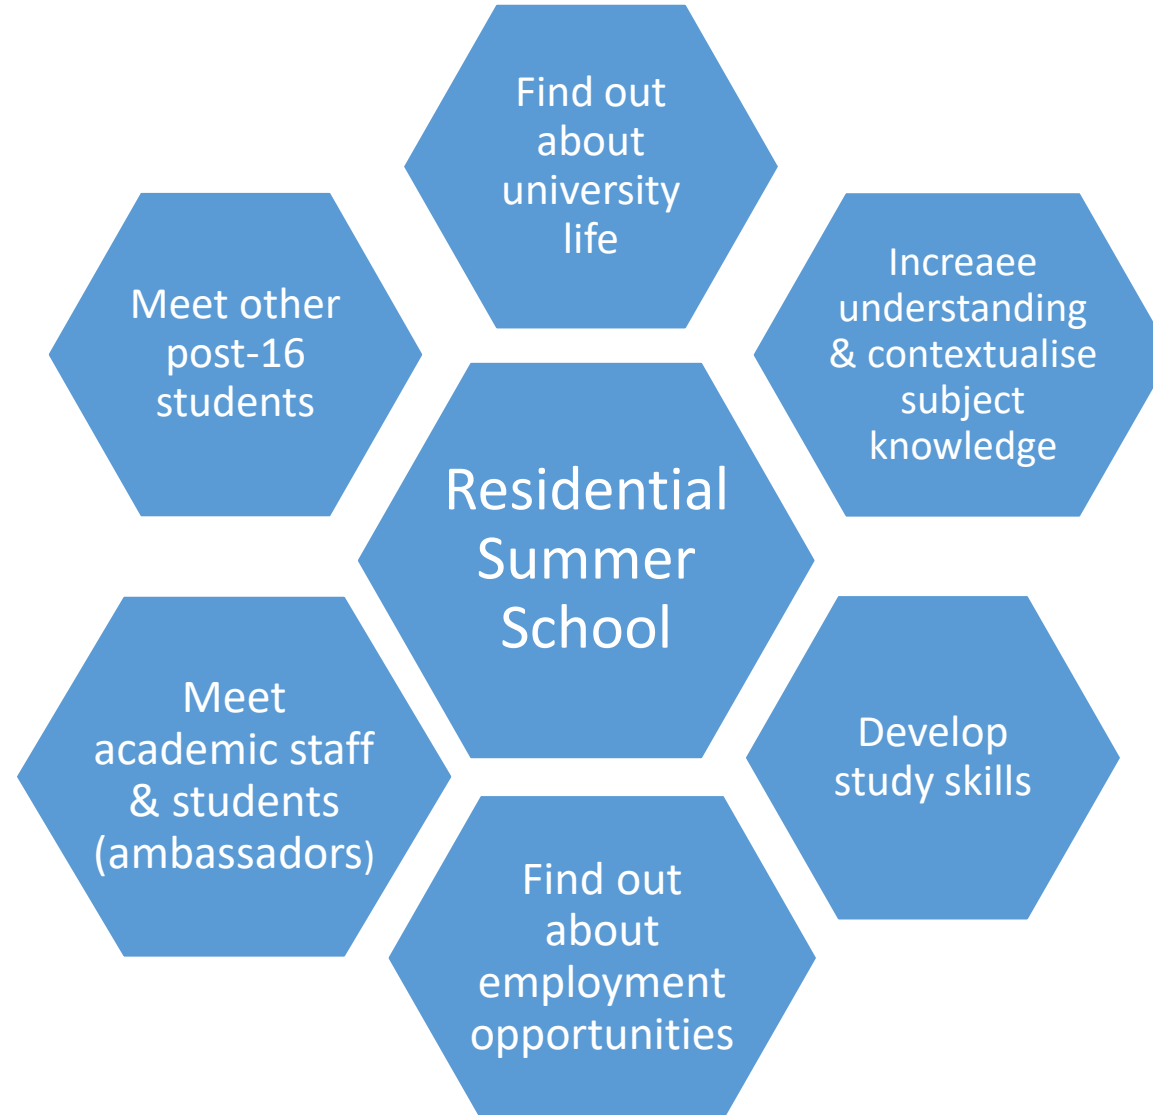 Find out
about
university
life
Increaee
understanding
& contextualise
subject
knowledge
Meet other
post-16
students
Residential
Summer
School
Meet
academic staff
& students
(ambassadors)
Develop
study skills
Find out
about
employment
opportunities